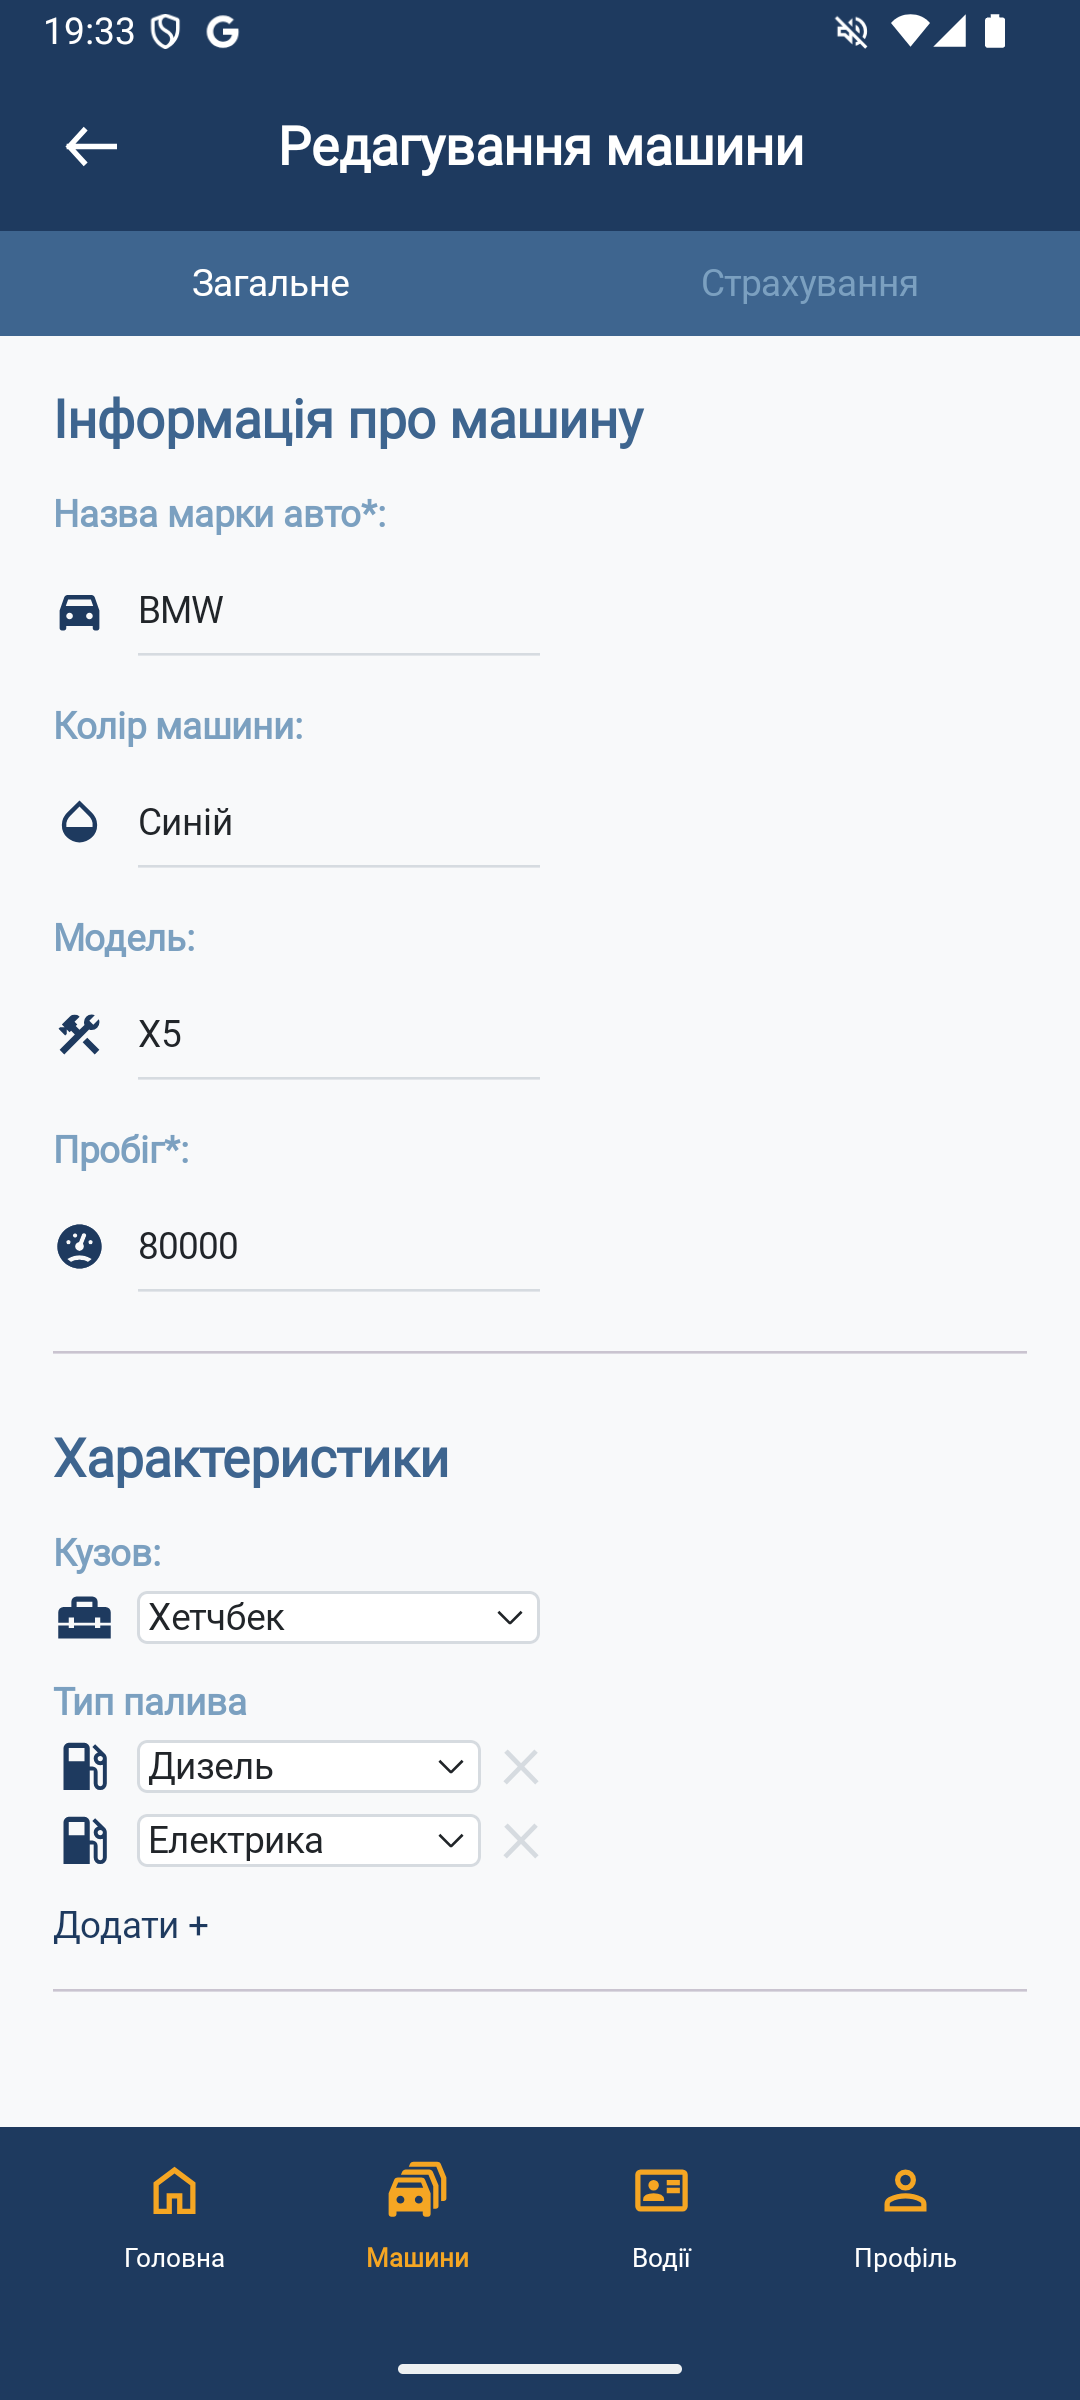 19:33
Редагування машини
Загальне
Страхування
Інформація про машину
Назва марки авто*:
BMW
Колір машини:
Синій
Модель:
X5
Пробіг*:
80000
Характеристики
Кузов:
Хетчбек
Тип палива
Дизель
Електрика
Додати +
Головна
Машини
Водії
Профіль